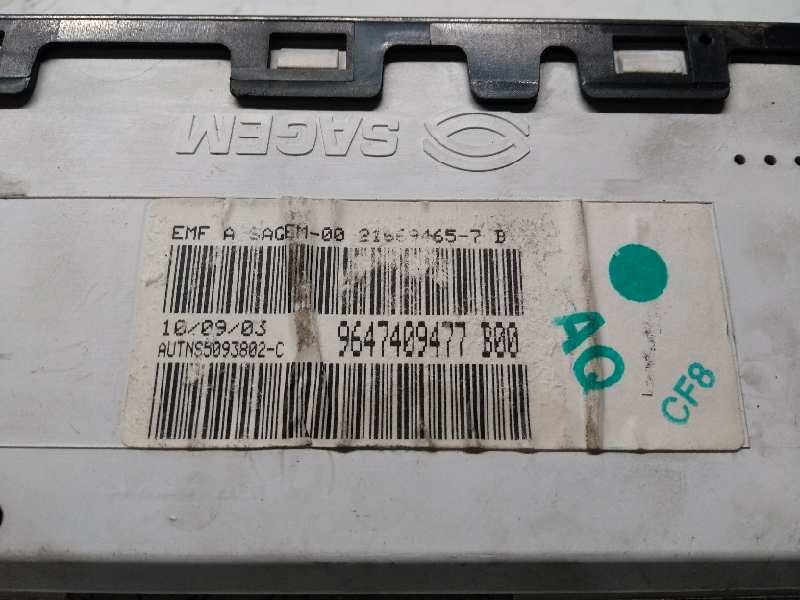 SAGEM
EMF A SAGEM-00 21669465-7 B
10/09/03
AUTNS5093802-C
9647409477 B00
AQ
CF8